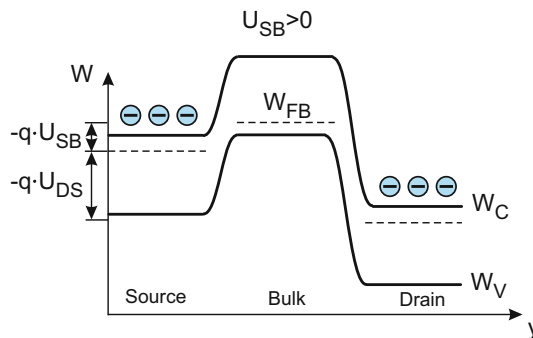 U_SB>0
W
W_FB
-q·U_SB
-q·U_DS
W_C
W_V
Source Bulk Drain
y